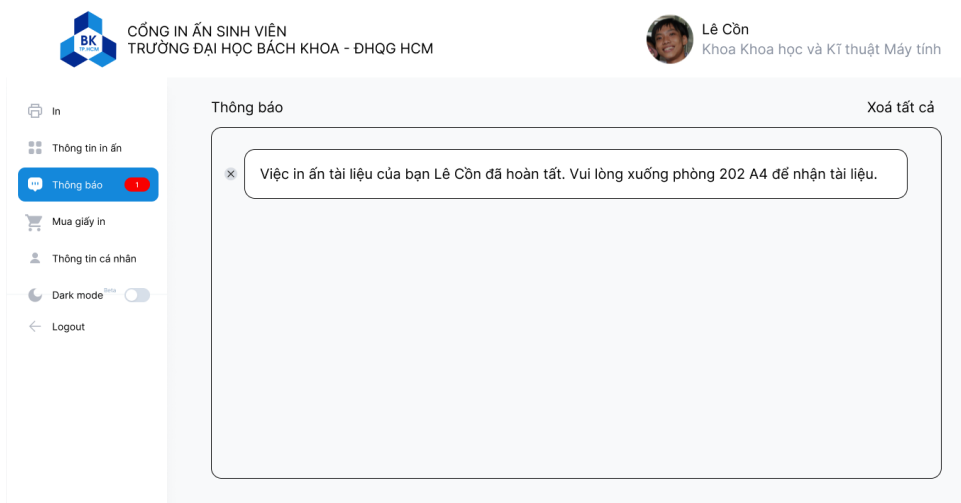 BK
TP.HCM
CỔNG IN ẤN SINH VIÊN
TRƯỜNG ĐẠI HỌC BÁCH KHOA - ĐHQG HCM
Lê Cồn
Khoa Khoa học và Kĩ thuật Máy tính
In
Thông tin in ấn
Thông báo 1
Mua giấy in
Thông tin cá nhân
Dark mode Beta
Logout
Thông báo
Xoá tất cả
Việc in ấn tài liệu của bạn Lê Cồn đã hoàn tất. Vui lòng xuống phòng 202 A4 để nhận tài liệu.